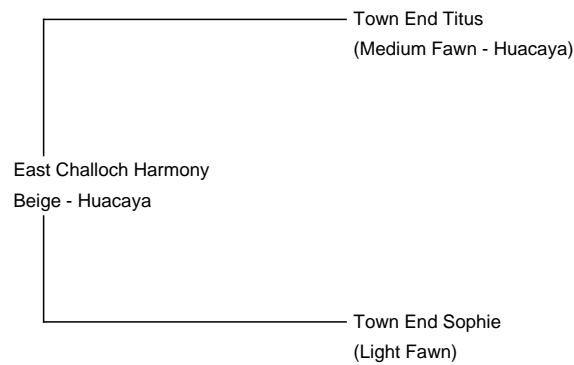 Town End Titus
(Medium Fawn - Huacaya)
East Challoch Harmony
Beige - Huacaya
Town End Sophie
(Light Fawn)